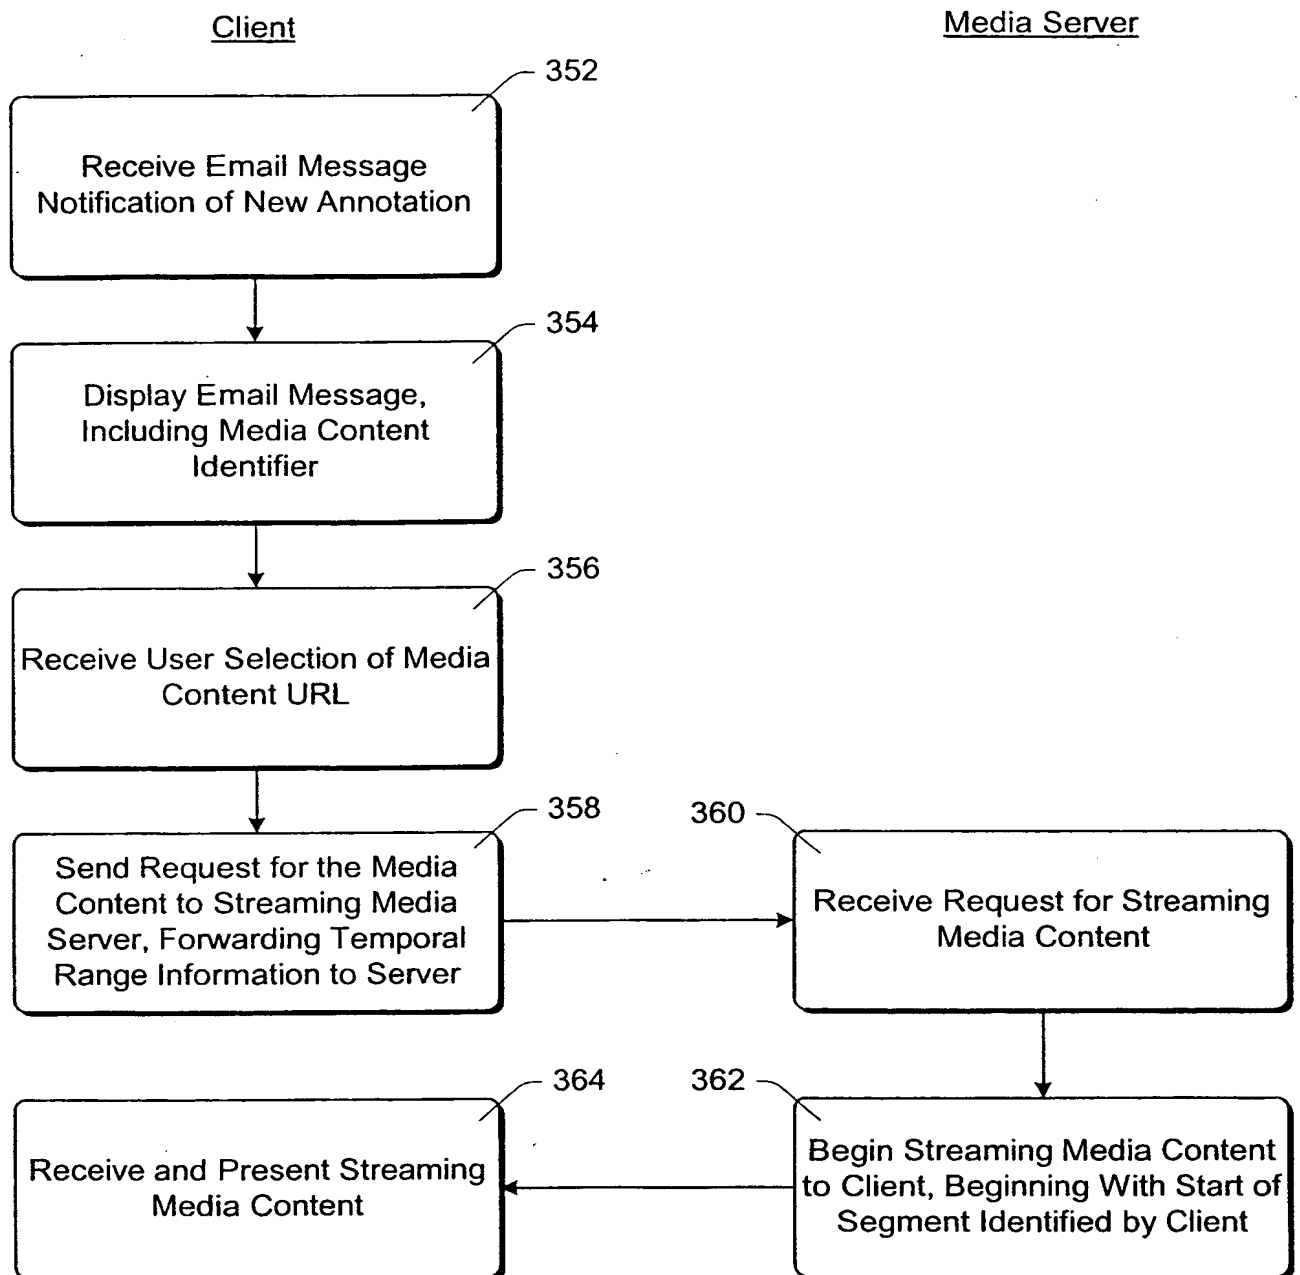 Client
Media Server
352
Receive Email Message
Notification of New Annotation
354
Display Email Message,
Including Media Content
Identifier
356
Receive User Selection of Media
Content URL
358
Send Request for the Media
Content to Streaming Media
Server, Forwarding Temporal
Range Information to Server
360
Receive Request for Streaming
Media Content
364
Receive and Present Streaming
Media Content
362
Begin Streaming Media Content
to Client, Beginning With Start of
Segment Identified by Client